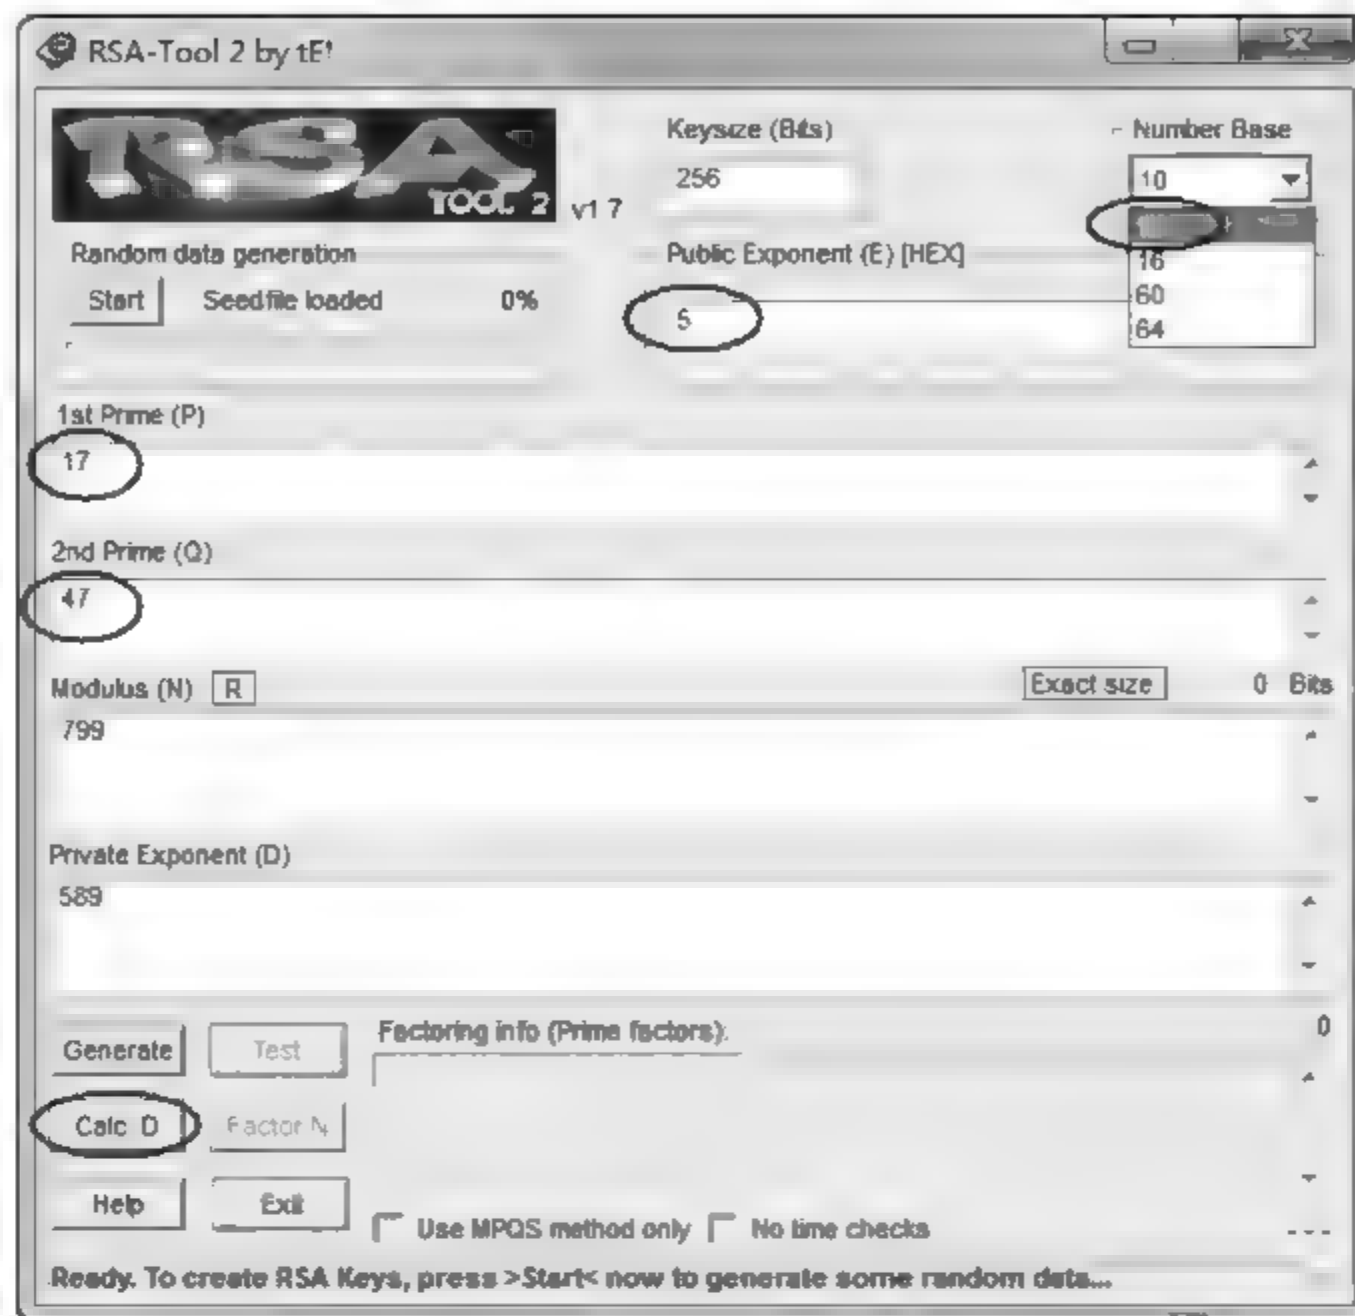 RSA-Tool 2 by tE!
RSA
TOOL 2
v1 7
Keysize (Bits)
256
Number Base
10
16
60
64
Random data generation
Start Seedfile loaded 0%
Public Exponent (E) [HEX]
5
1st Prime (P)
17
2nd Prime (Q)
47
Modulus (N) R Exact size 0 Bits
799
Private Exponent (D)
589
Generate Test Factoring info (Prime factors): 0
Calc D Factor N
Help Exit
Use MPQS method only No time checks ---
Ready. To create RSA Keys, press >Start< now to generate some random data...